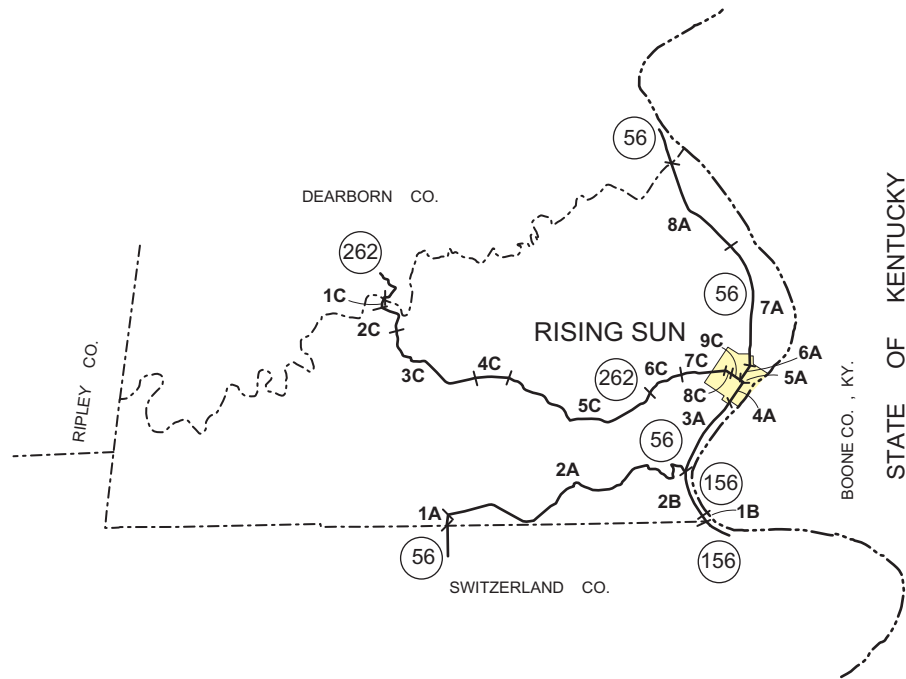 56
DEARBORN CO.
8A
262
56
1C
7A
2C
RISING SUN
9C
6A
7C
6C
4C
3C
262
5A
8C
4A
5C
3A
RIPLEY CO.
BOONE CO. , KY.
STATE OF KENTUCKY
56
2A
156
2B
1B
1A
56
156
SWITZERLAND CO.